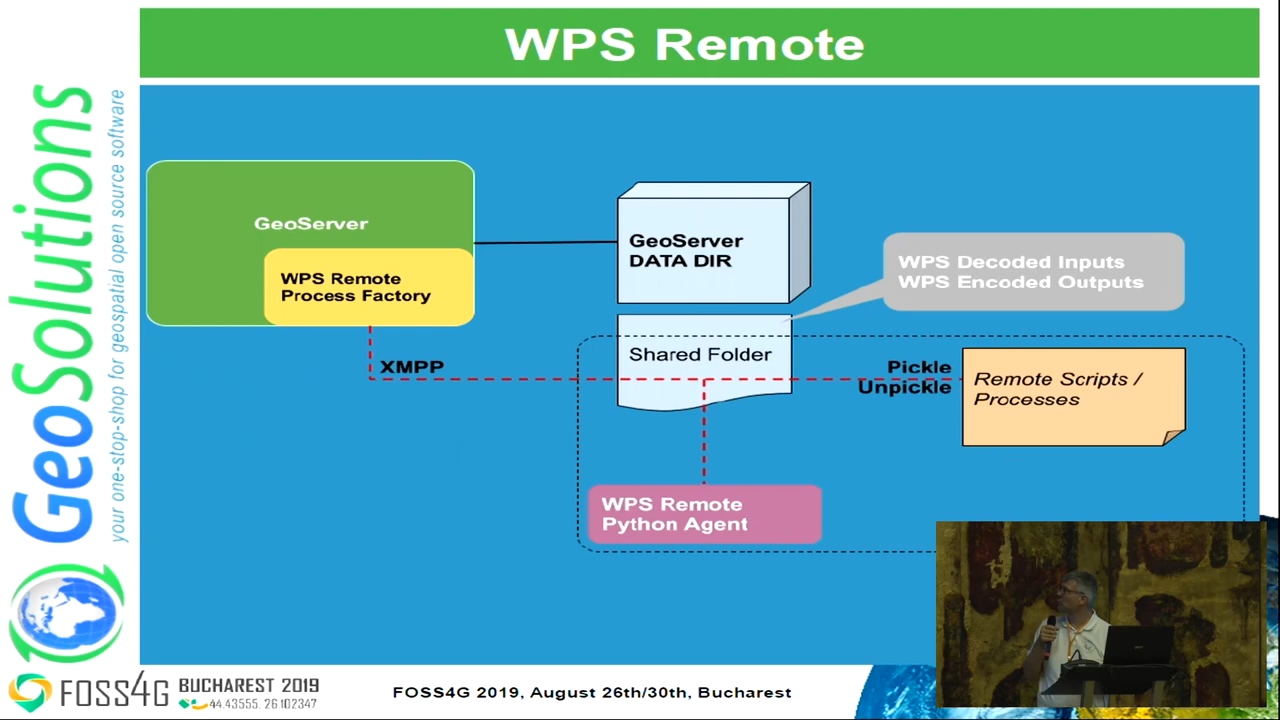 WPS Remote
GeoSolutions
your one-stop-shop for geospatial open source software
GeoServer
WPS Remote
Process Factory
GeoServer
DATA DIR
WPS Decoded Inputs
WPS Encoded Outputs
Shared Folder
XMPP
Pickle
Unpickle
Remote Scripts /
Processes
WPS Remote
Python Agent
FOSS4G
BUCHAREST 2019
44.43555, 26.102347
FOSS4G 2019, August 26th/30th, Bucharest